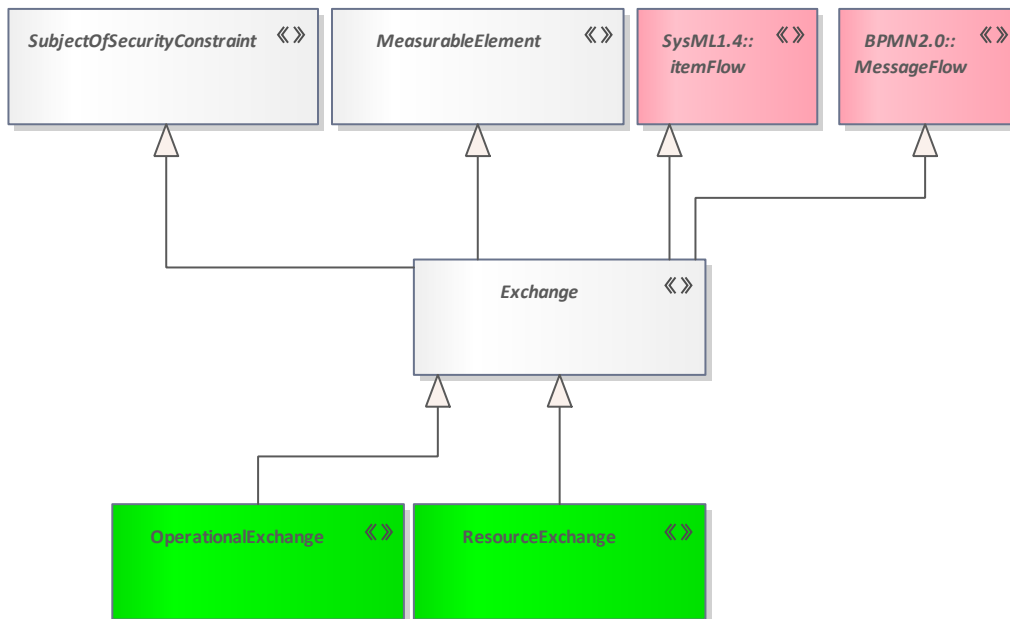 SubjectOfSecurityConstraint «»
MeasurableElement «»
SysML1.4:: «»
itemFlow
BPMN2.0:: «»
MessageFlow
Exchange «»
OperationalExchange «»
ResourceExchange «»